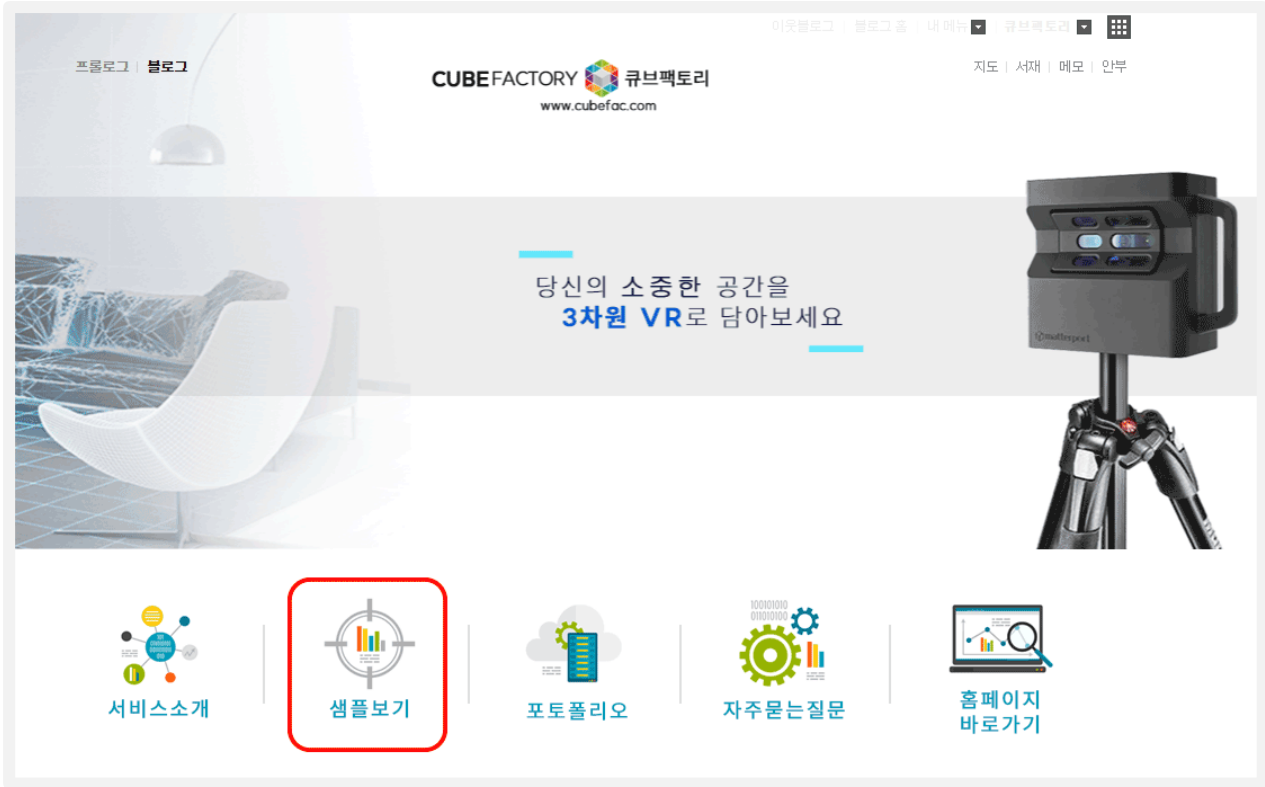 이웃블로그 | 블로그 홈 | 내 메뉴 | 큐브팩토리
프롤로그 | 블로그
지도 | 서재 | 메모 | 안부
CUBEFACTORY 큐브팩토리
www.cubefac.com
당신의 소중한 공간을
3차원 VR로 담아보세요
matterport
서비스소개
샘플보기
포토폴리오
100101010
011010100
자주묻는질문
홈페이지
바로가기